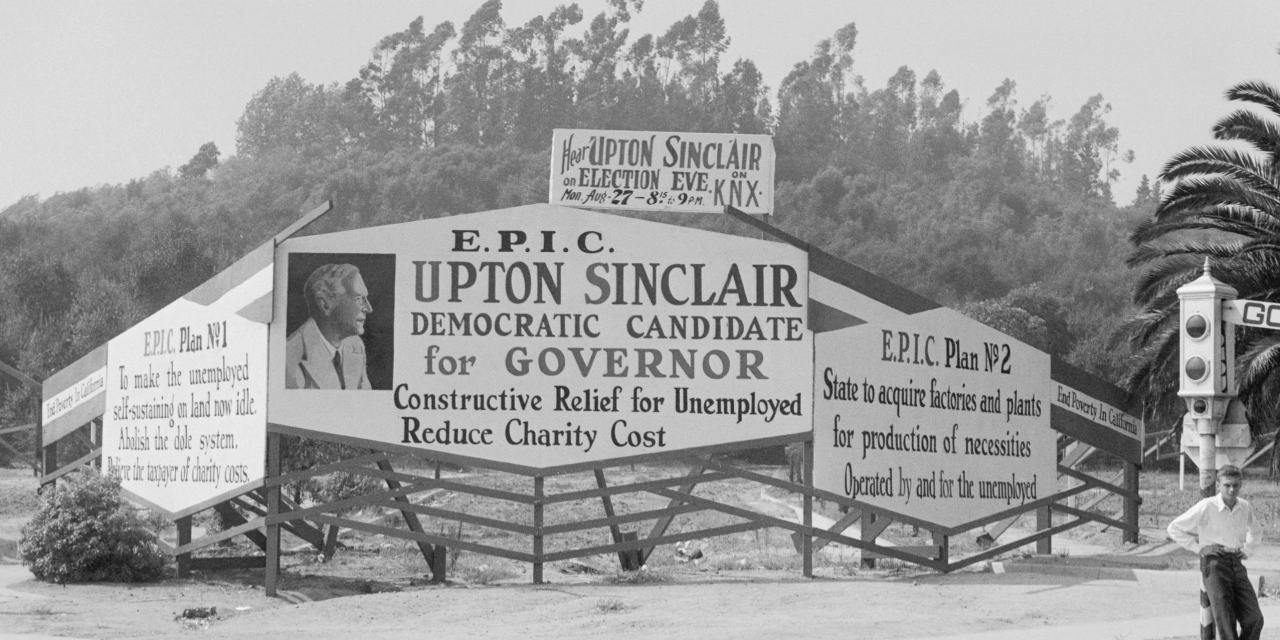 Hear UPTON SINCLAIR
on ELECTION EVE. ON
Mon. Aug-27-8:15 to 9 P.M. KNX.
E.P.I.C.
UPTON SINCLAIR
DEMOCRATIC CANDIDATE
for GOVERNOR
Constructive Relief for Unemployed
Reduce Charity Cost
End Poverty In California
E.P.I.C. Plan No 1
To make the unemployed
self-sustaining on land now idle.
Abolish the dole system.
Relieve the taxpayer of charity costs.
E.P.I.C. Plan No 2
State to acquire factories and plants
for production of necessities
Operated by and for the unemployed
End Poverty In California
GO